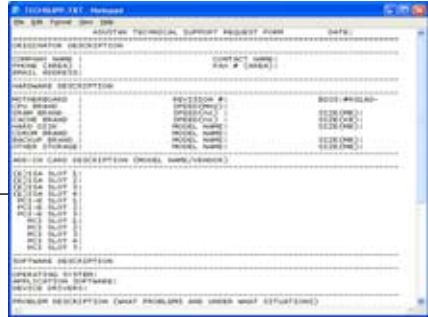 TECHSUPP.TXT - Notepad
File Edit Format View Help
ASUSTEK TECHNICAL SUPPORT REQUEST FORM DATE:
ORIGINATOR DESCRIPTION
COMPANY NAME : CONTACT NAME:
PHONE (AREA) : FAX # (AREA):
EMAIL ADDRESS:
HARDWARE DESCRIPTION
MOTHERBOARD : REVISION #: BIOS:#401A0-
CPU BRAND : SPEED(MHz):
DRAM BRAND : SPEED(ns) : SIZE(MB):
CACHE BRAND : SPEED(ns) : SIZE(KB):
HARD DISK : MODEL NAME: SIZE(MB):
CDROM BRAND : MODEL NAME:
BACKUP BRAND : MODEL NAME: SIZE(MB):
OTHER STORAGE: MODEL NAME: SIZE(MB):
ADD-ON CARD DESCRIPTION (MODEL NAME/VENDOR)
(E)ISA SLOT 1:
(E)ISA SLOT 2:
(E)ISA SLOT 3:
(E)ISA SLOT 4:
PCI-E SLOT 1:
PCI-E SLOT 2:
PCI-E SLOT 3:
PCI SLOT 1:
PCI SLOT 2:
PCI SLOT 3:
PCI SLOT 4:
PCI SLOT 5:
SOFTWARE DESCRIPTION
OPERATING SYSTEM:
APPLICATION SOFTWARE:
DEVICE DRIVERS:
PROBLEM DESCRIPTION (WHAT PROBLEMS AND UNDER WHAT SITUATIONS)